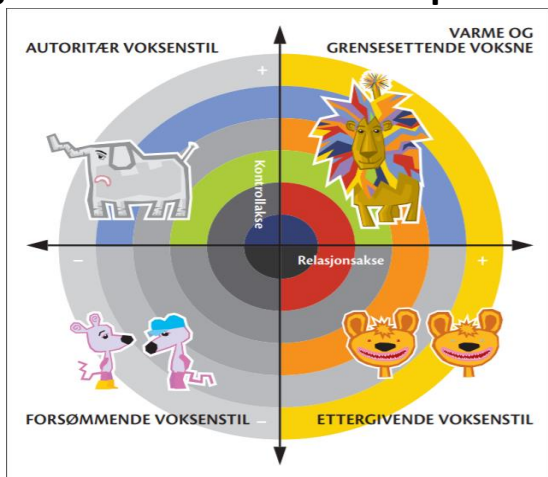 AUTORITÆR VOKSENSTIL
VARME OG
GRENSESETTENDE VOKSNE
+
Kontrollakse
Relasjonsakse
–
+
FORSØMMENDE VOKSENSTIL
–
ETTERGIVENDE VOKSENSTIL